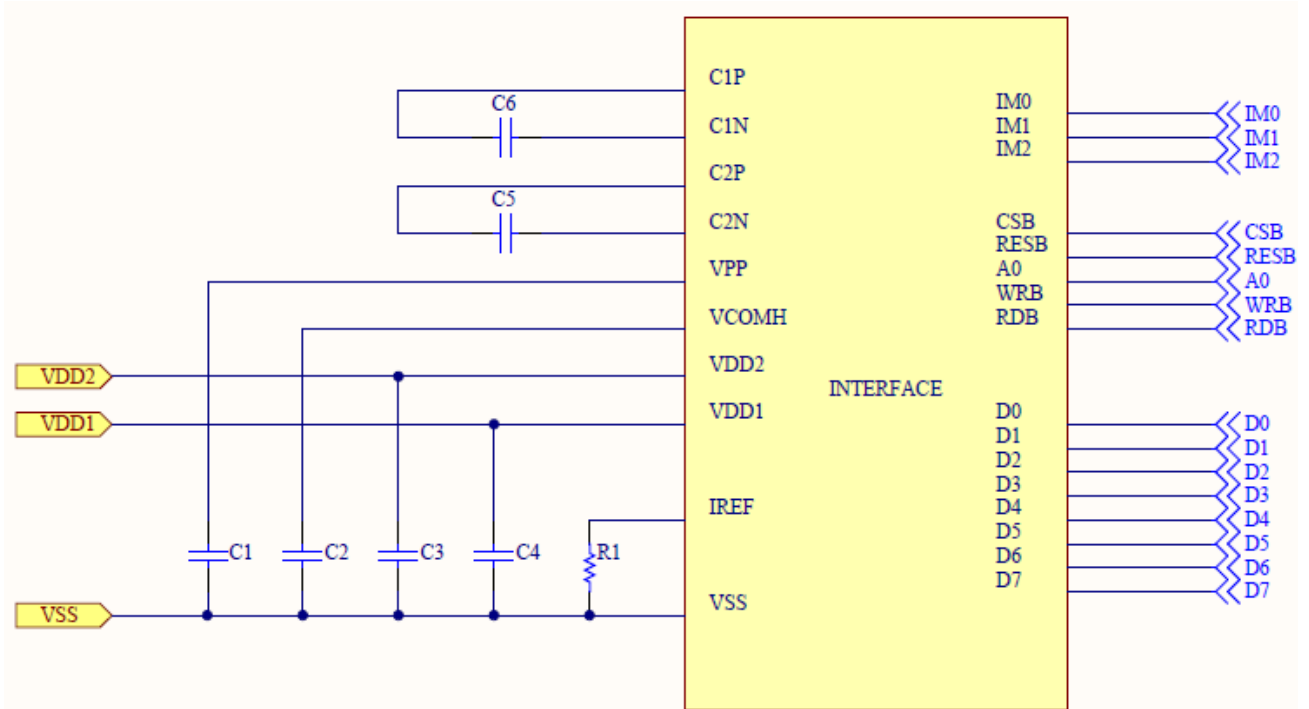 C1P
C6
IM0
IM0
C1N
IM1
IM1
IM2
IM2
C2P
C5
C2N
CSB
CSB
RESB
RESB
VPP
A0
A0
WRB
WRB
VCOMH
RDB
RDB
VDD2
VDD2
INTERFACE
VDD1
VDD1
D0
D0
D1
D1
D2
D2
D3
D3
IREF
D4
D4
D5
D5
C1
C2
C3
C4
R1
D6
D6
D7
D7
VSS
VSS